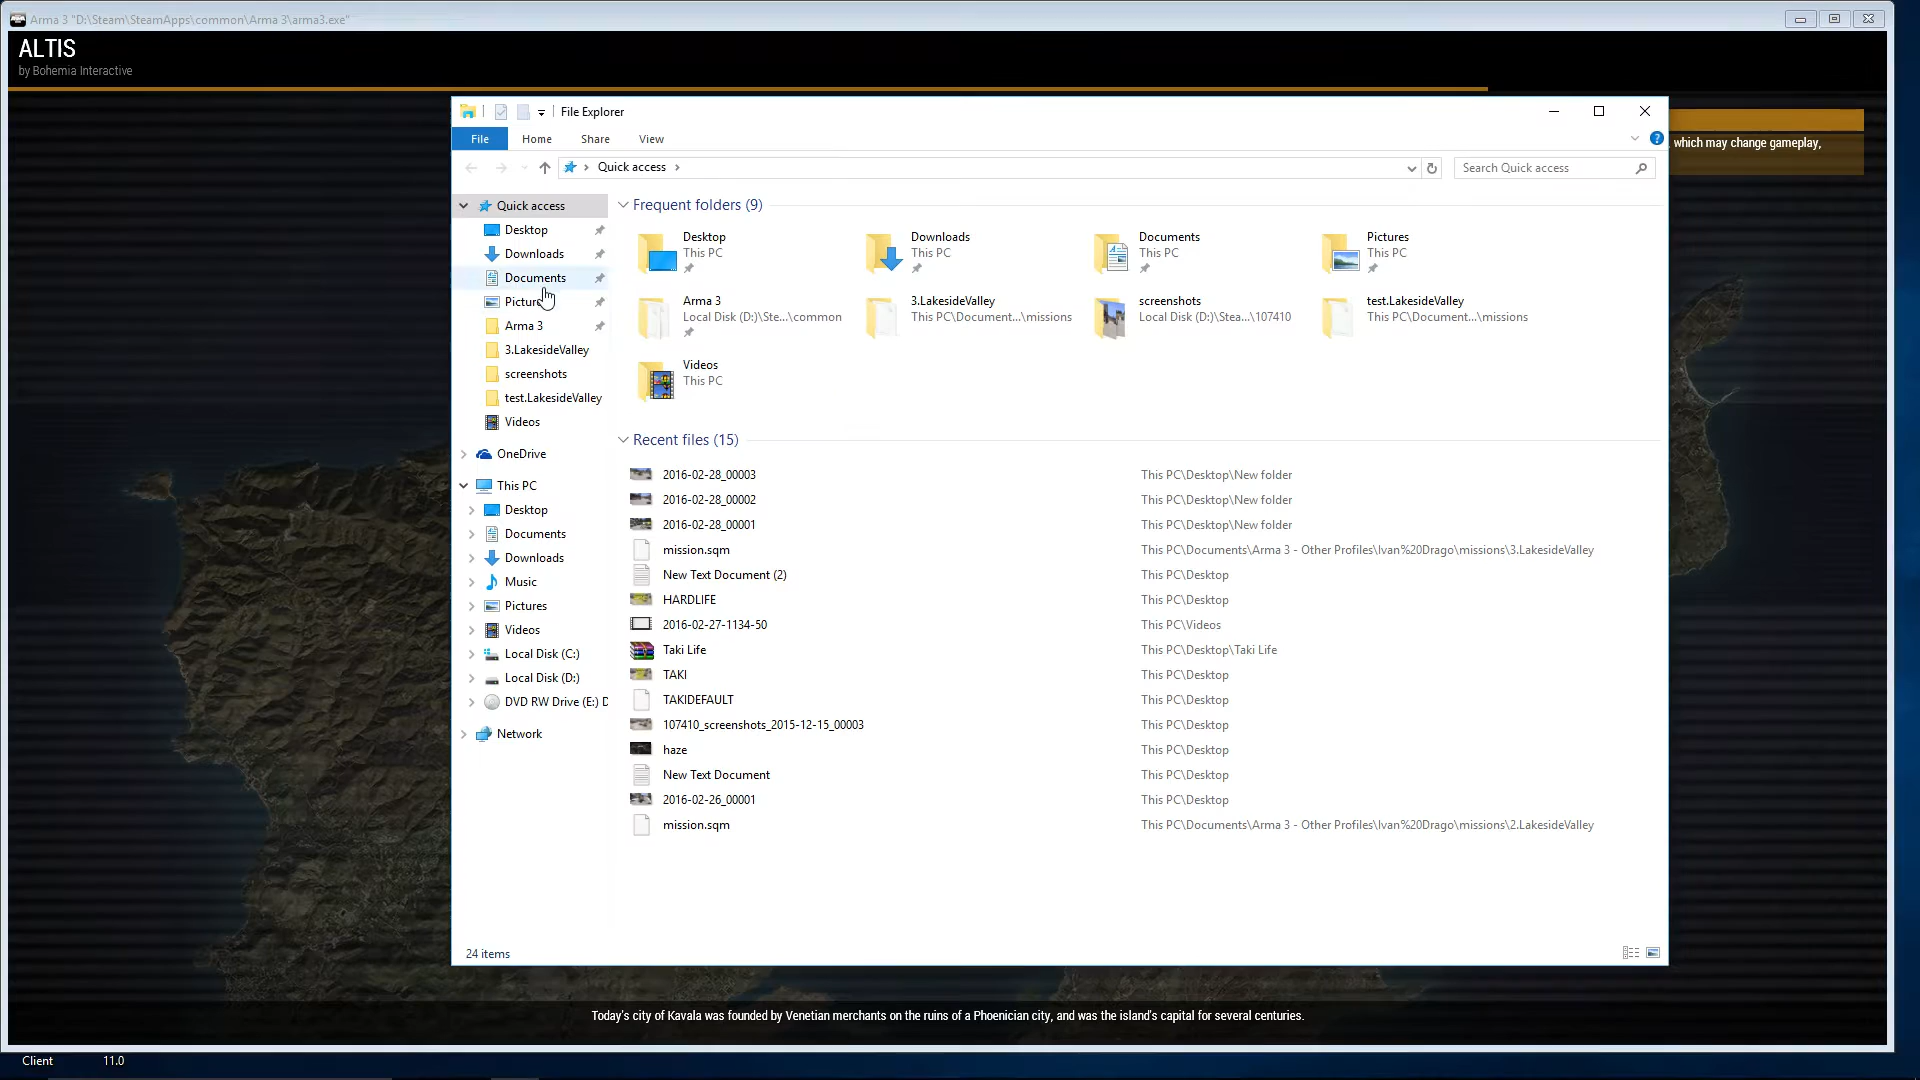 Arma 3 "D:\Steam\SteamApps\common\Arma 3\arma3.exe"
ALTIS
by Bohemia Interactive
File Explorer
File
Home
Share
View
, which may change gameplay,
Quick access
Search Quick access
Quick access
Desktop
Downloads
Documents
Pictur
Arma 3
3.LakesideValley
screenshots
test.LakesideValley
Videos
OneDrive
This PC
Desktop
Documents
Downloads
Music
Pictures
Videos
Local Disk (C:)
Local Disk (D:)
DVD RW Drive (E:) D
Network
Frequent folders (9)
Desktop
This PC
Downloads
This PC
Documents
This PC
Pictures
This PC
Arma 3
Local Disk (D:)\Ste...\common
3.LakesideValley
This PC\Document...\missions
screenshots
Local Disk (D:)\Stea...\107410
test.LakesideValley
This PC\Document...\missions
Videos
This PC
Recent files (15)
2016-02-28_00003 This PC\Desktop\New folder
2016-02-28_00002 This PC\Desktop\New folder
2016-02-28_00001 This PC\Desktop\New folder
mission.sqm This PC\Documents\Arma 3 - Other Profiles\Ivan%20Drago\missions\3.LakesideValley
New Text Document (2) This PC\Desktop
HARDLIFE This PC\Desktop
2016-02-27-1134-50 This PC\Videos
Taki Life This PC\Desktop\Taki Life
TAKI This PC\Desktop
TAKIDEFAULT This PC\Desktop
107410_screenshots_2015-12-15_00003 This PC\Desktop
haze This PC\Desktop
New Text Document This PC\Desktop
2016-02-26_00001 This PC\Desktop
mission.sqm This PC\Documents\Arma 3 - Other Profiles\Ivan%20Drago\missions\2.LakesideValley
24 items
Today's city of Kavala was founded by Venetian merchants on the ruins of a Phoenician city, and was the island's capital for several centuries.
Client 11.0